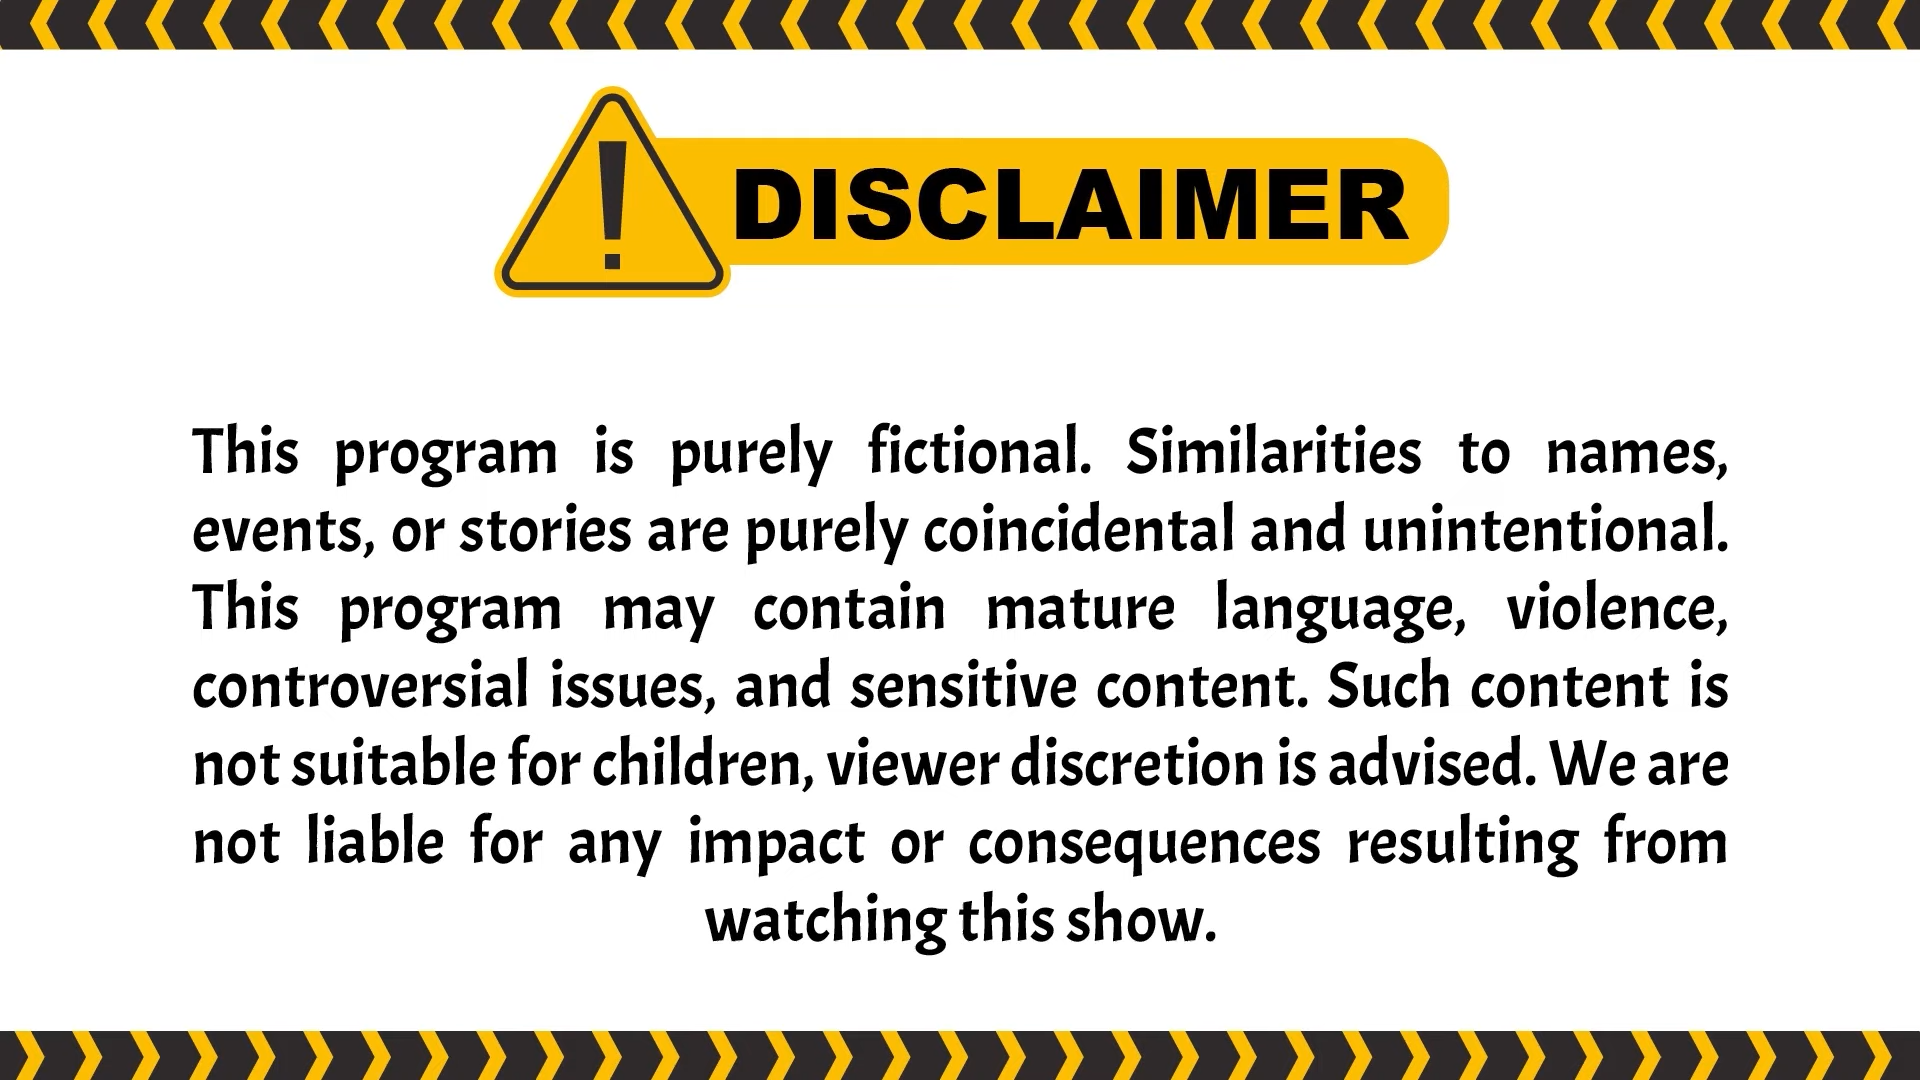 DISCLAIMER
This program is purely fictional. Similarities to names,
events, or stories are purely coincidental and unintentional.
This program may contain mature language, violence,
controversial issues, and sensitive content. Such content is
not suitable for children, viewer discretion is advised. We are
not liable for any impact or consequences resulting from
watching this show.